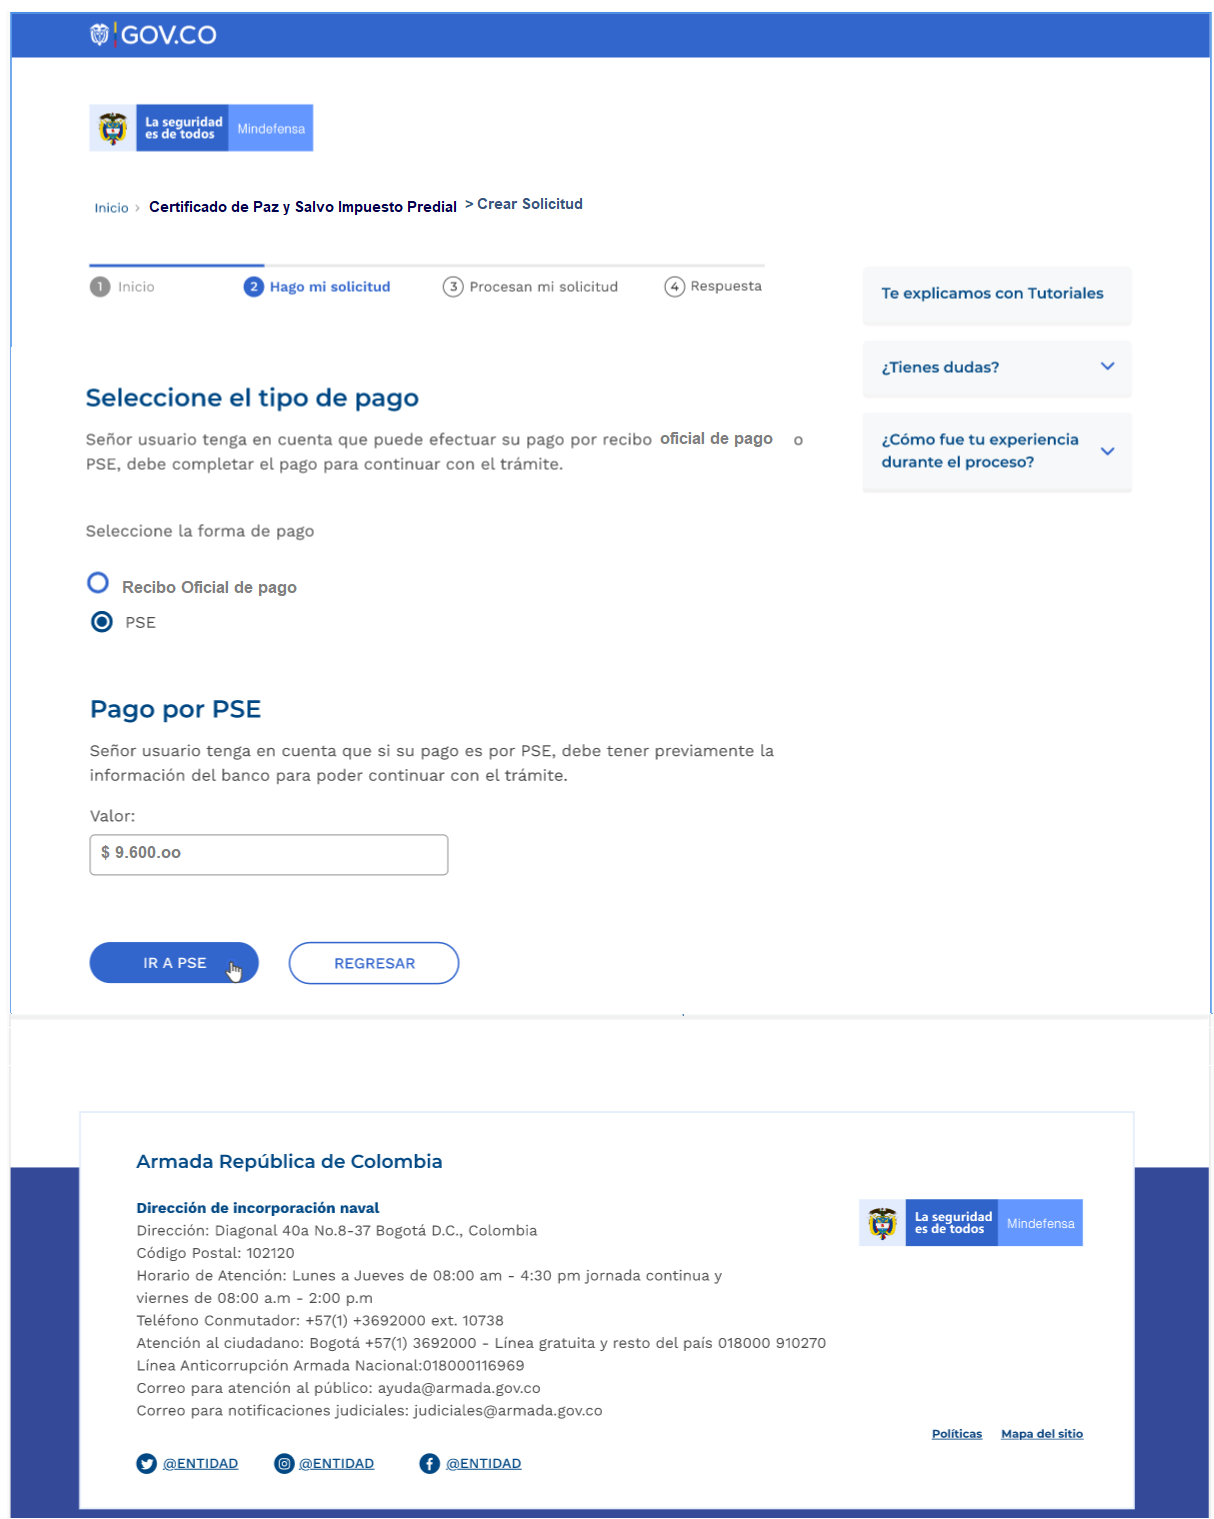 GOV.CO
La seguridad
es de todos
Mindefensa
Inicio > Certificado de Paz y Salvo Impuesto Predial > Crear Solicitud
1 Inicio
2 Hago mi solicitud
3 Procesan mi solicitud
4 Respuesta
Te explicamos con Tutoriales
¿Tienes dudas?
¿Cómo fue tu experiencia
durante el proceso?
Seleccione el tipo de pago
Señor usuario tenga en cuenta que puede efectuar su pago por recibo oficial de pago o
PSE, debe completar el pago para continuar con el trámite.
Seleccione la forma de pago
Recibo Oficial de pago
PSE
Pago por PSE
Señor usuario tenga en cuenta que si su pago es por PSE, debe tener previamente la
información del banco para poder continuar con el trámite.
Valor:
$ 9.600.oo
IR A PSE
REGRESAR
Armada República de Colombia
Dirección de incorporación naval
Dirección: Diagonal 40a No.8-37 Bogotá D.C., Colombia
Código Postal: 102120
Horario de Atención: Lunes a Jueves de 08:00 am - 4:30 pm jornada continua y
viernes de 08:00 a.m - 2:00 p.m
Teléfono Conmutador: +57(1) +3692000 ext. 10738
Atención al ciudadano: Bogotá +57(1) 3692000 - Línea gratuita y resto del país 018000 910270
Línea Anticorrupción Armada Nacional:018000116969
Correo para atención al público: ayuda@armada.gov.co
Correo para notificaciones judiciales: judiciales@armada.gov.co
La seguridad
es de todos
Mindefensa
Políticas
Mapa del sitio
@ENTIDAD
@ENTIDAD
@ENTIDAD